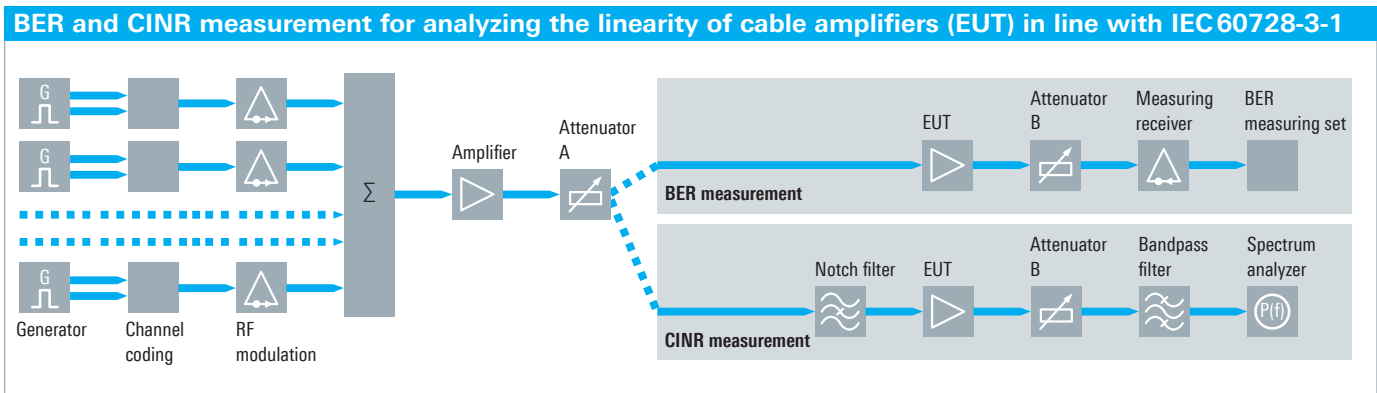 BER and CINR measurement for analyzing the linearity of cable amplifiers (EUT) in line with IEC 60728-3-1
G
G
G
Generator
Channel
coding
RF
modulation
Σ
Amplifier
Attenuator
A
EUT
Attenuator
B
Measuring
receiver
BER
measuring set
BER measurement
Notch filter
EUT
Attenuator
B
Bandpass
filter
Spectrum
analyzer
P(f)
CINR measurement